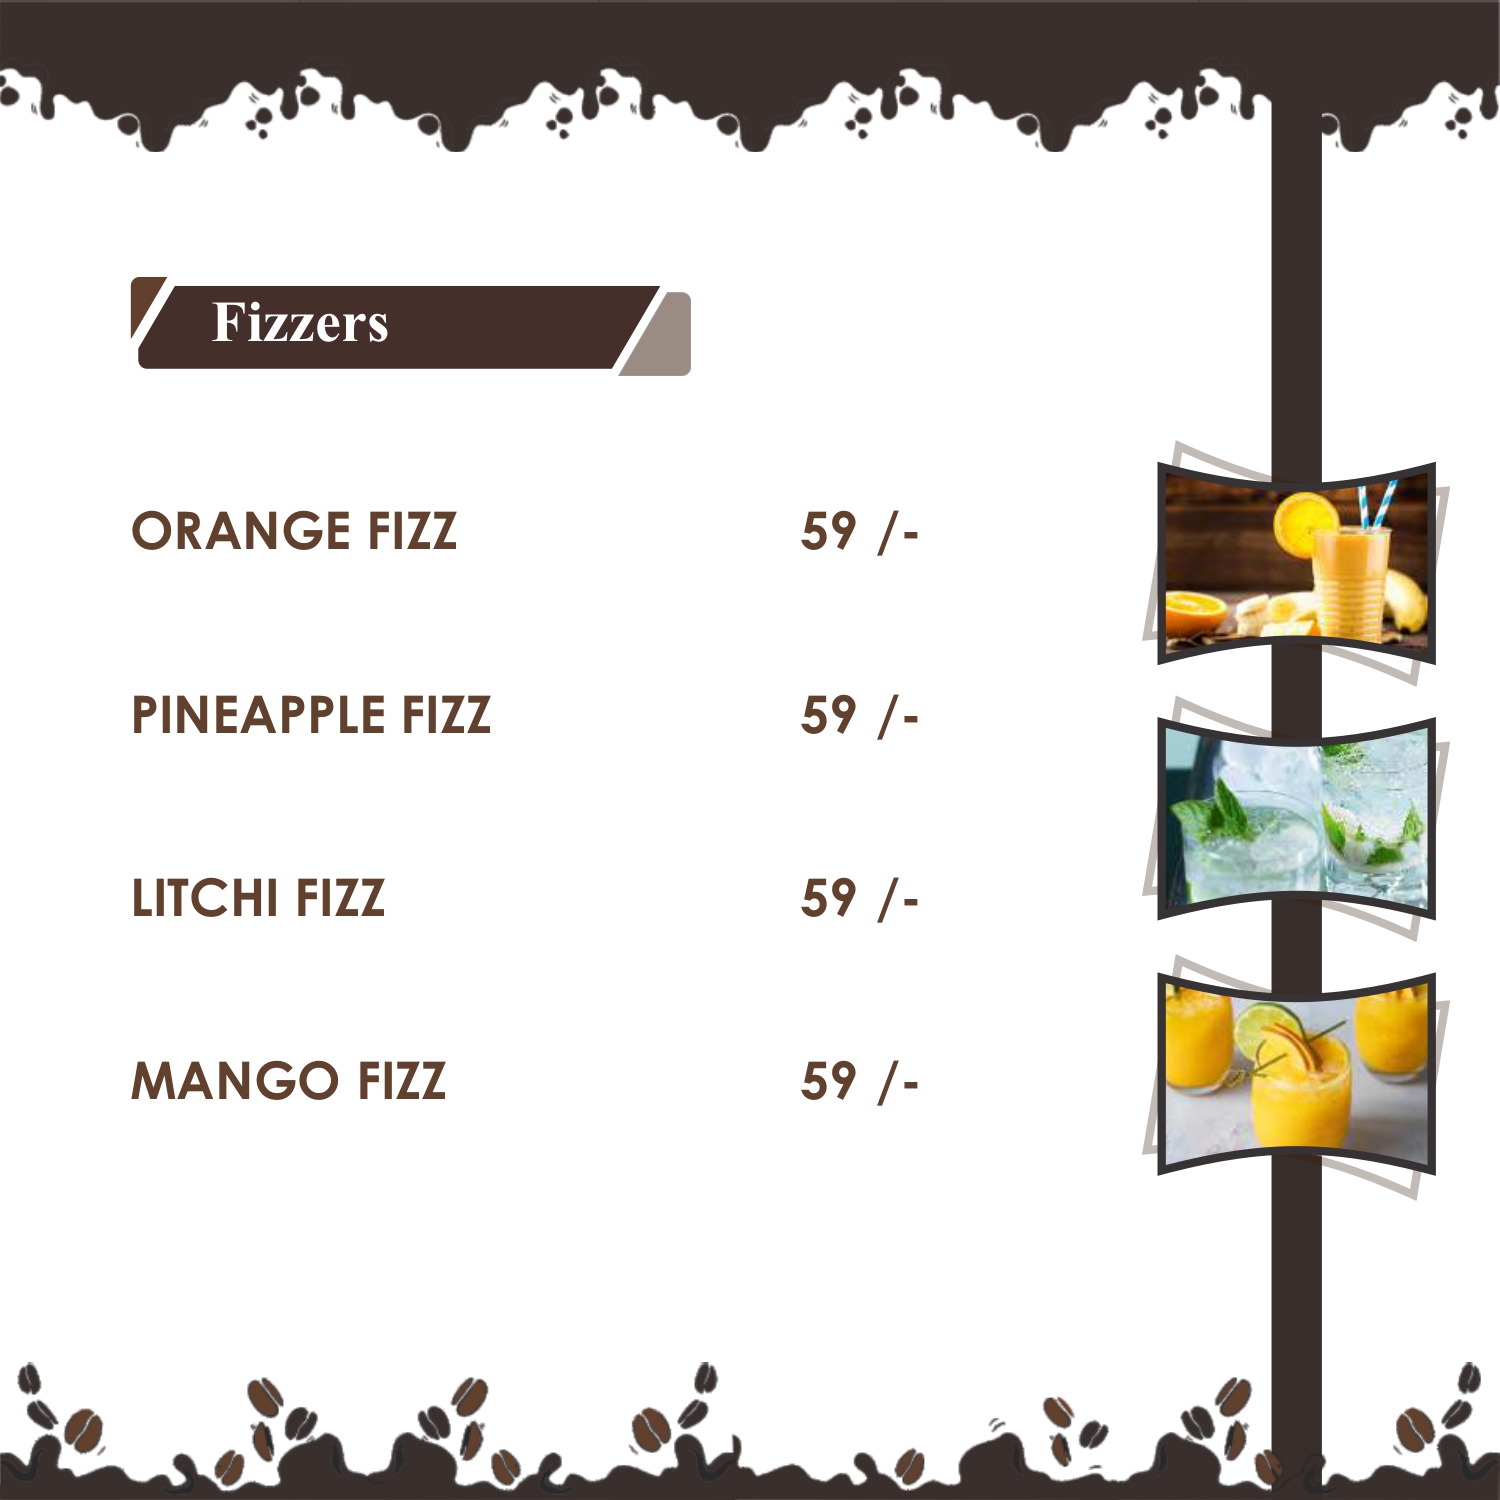 Fizzers
ORANGE FIZZ 59 /-
PINEAPPLE FIZZ 59 /-
LITCHI FIZZ 59 /-
MANGO FIZZ 59 /-